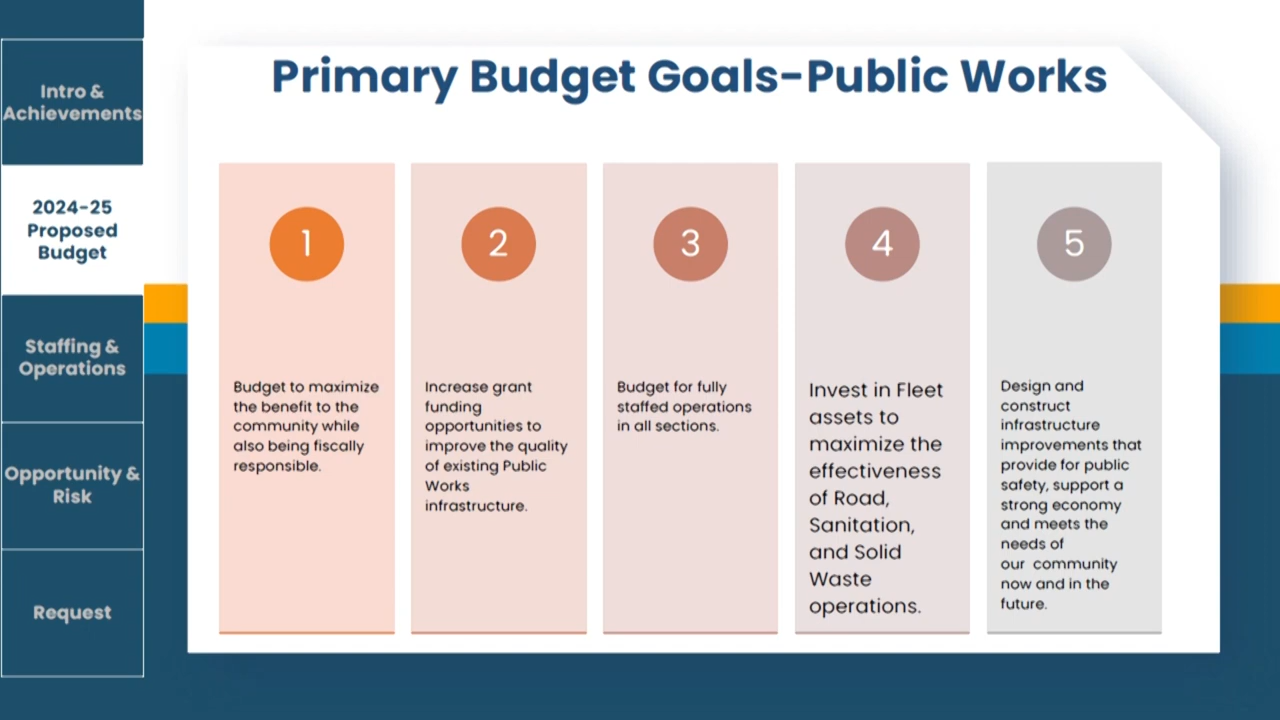 Primary Budget Goals-Public Works
Intro &
Achievements
2024-25
Proposed
Budget
Staffing &
Operations
Opportunity &
Risk
Request
1
Budget to maximize
the benefit to the
community while
also being fiscally
responsible.
2
Increase grant
funding
opportunities to
improve the quality
of existing Public
Works
infrastructure.
3
Budget for fully
staffed operations
in all sections.
4
Invest in Fleet
assets to
maximize the
effectiveness
of Road,
Sanitation,
and Solid
Waste
operations.
5
Design and
construct
infrastructure
improvements that
provide for public
safety, support a
strong economy
and meets the
needs of
our  community
now and in the
future.